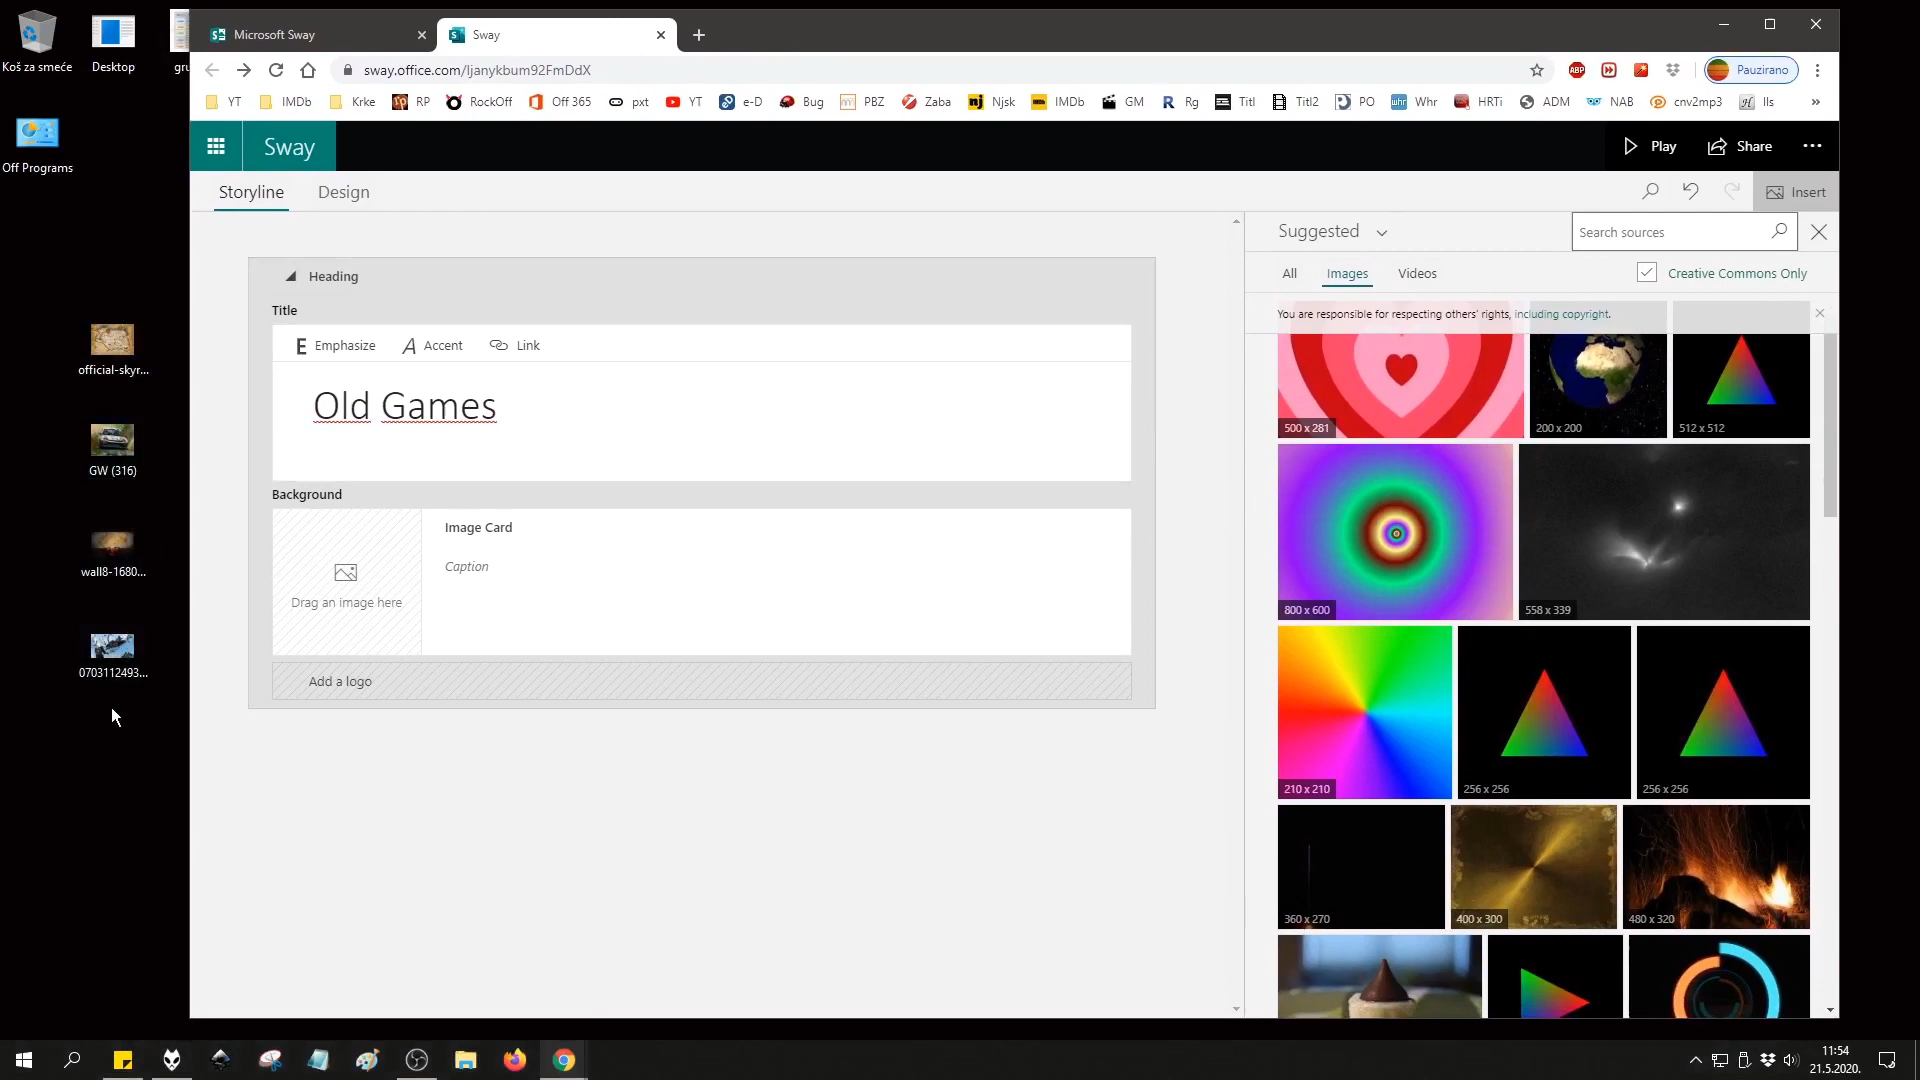 Koš za smeće
Desktop
gru
Off Programs
official-skyr...
GW (316)
wall8-1680...
0703112493...
Microsoft Sway
Sway
sway.office.com/ljanykbum92FmDdX
ABP
Pauzirano
YT
IMDb
Krke
RP
RockOff
Off 365
pxt
YT
e-D
Bug
PBZ
Zaba
Njsk
IMDb
GM
Rg
Titl
Titl2
PO
Whr
HRTi
ADM
NAB
cnv2mp3
Ils
Sway
Play
Share
Storyline
Design
Insert
Heading
Title
E Emphasize
A Accent
Link
Old Games
Background
Image Card
Caption
Drag an image here
Add a logo
Suggested
Search sources
All
Images
Videos
Creative Commons Only
You are responsible for respecting others' rights, including copyright.
500 x 281
200 x 200
512 x 512
800 x 600
558 x 339
210 x 210
256 x 256
256 x 256
360 x 270
400 x 300
480 x 320
11:54
21.5.2020.